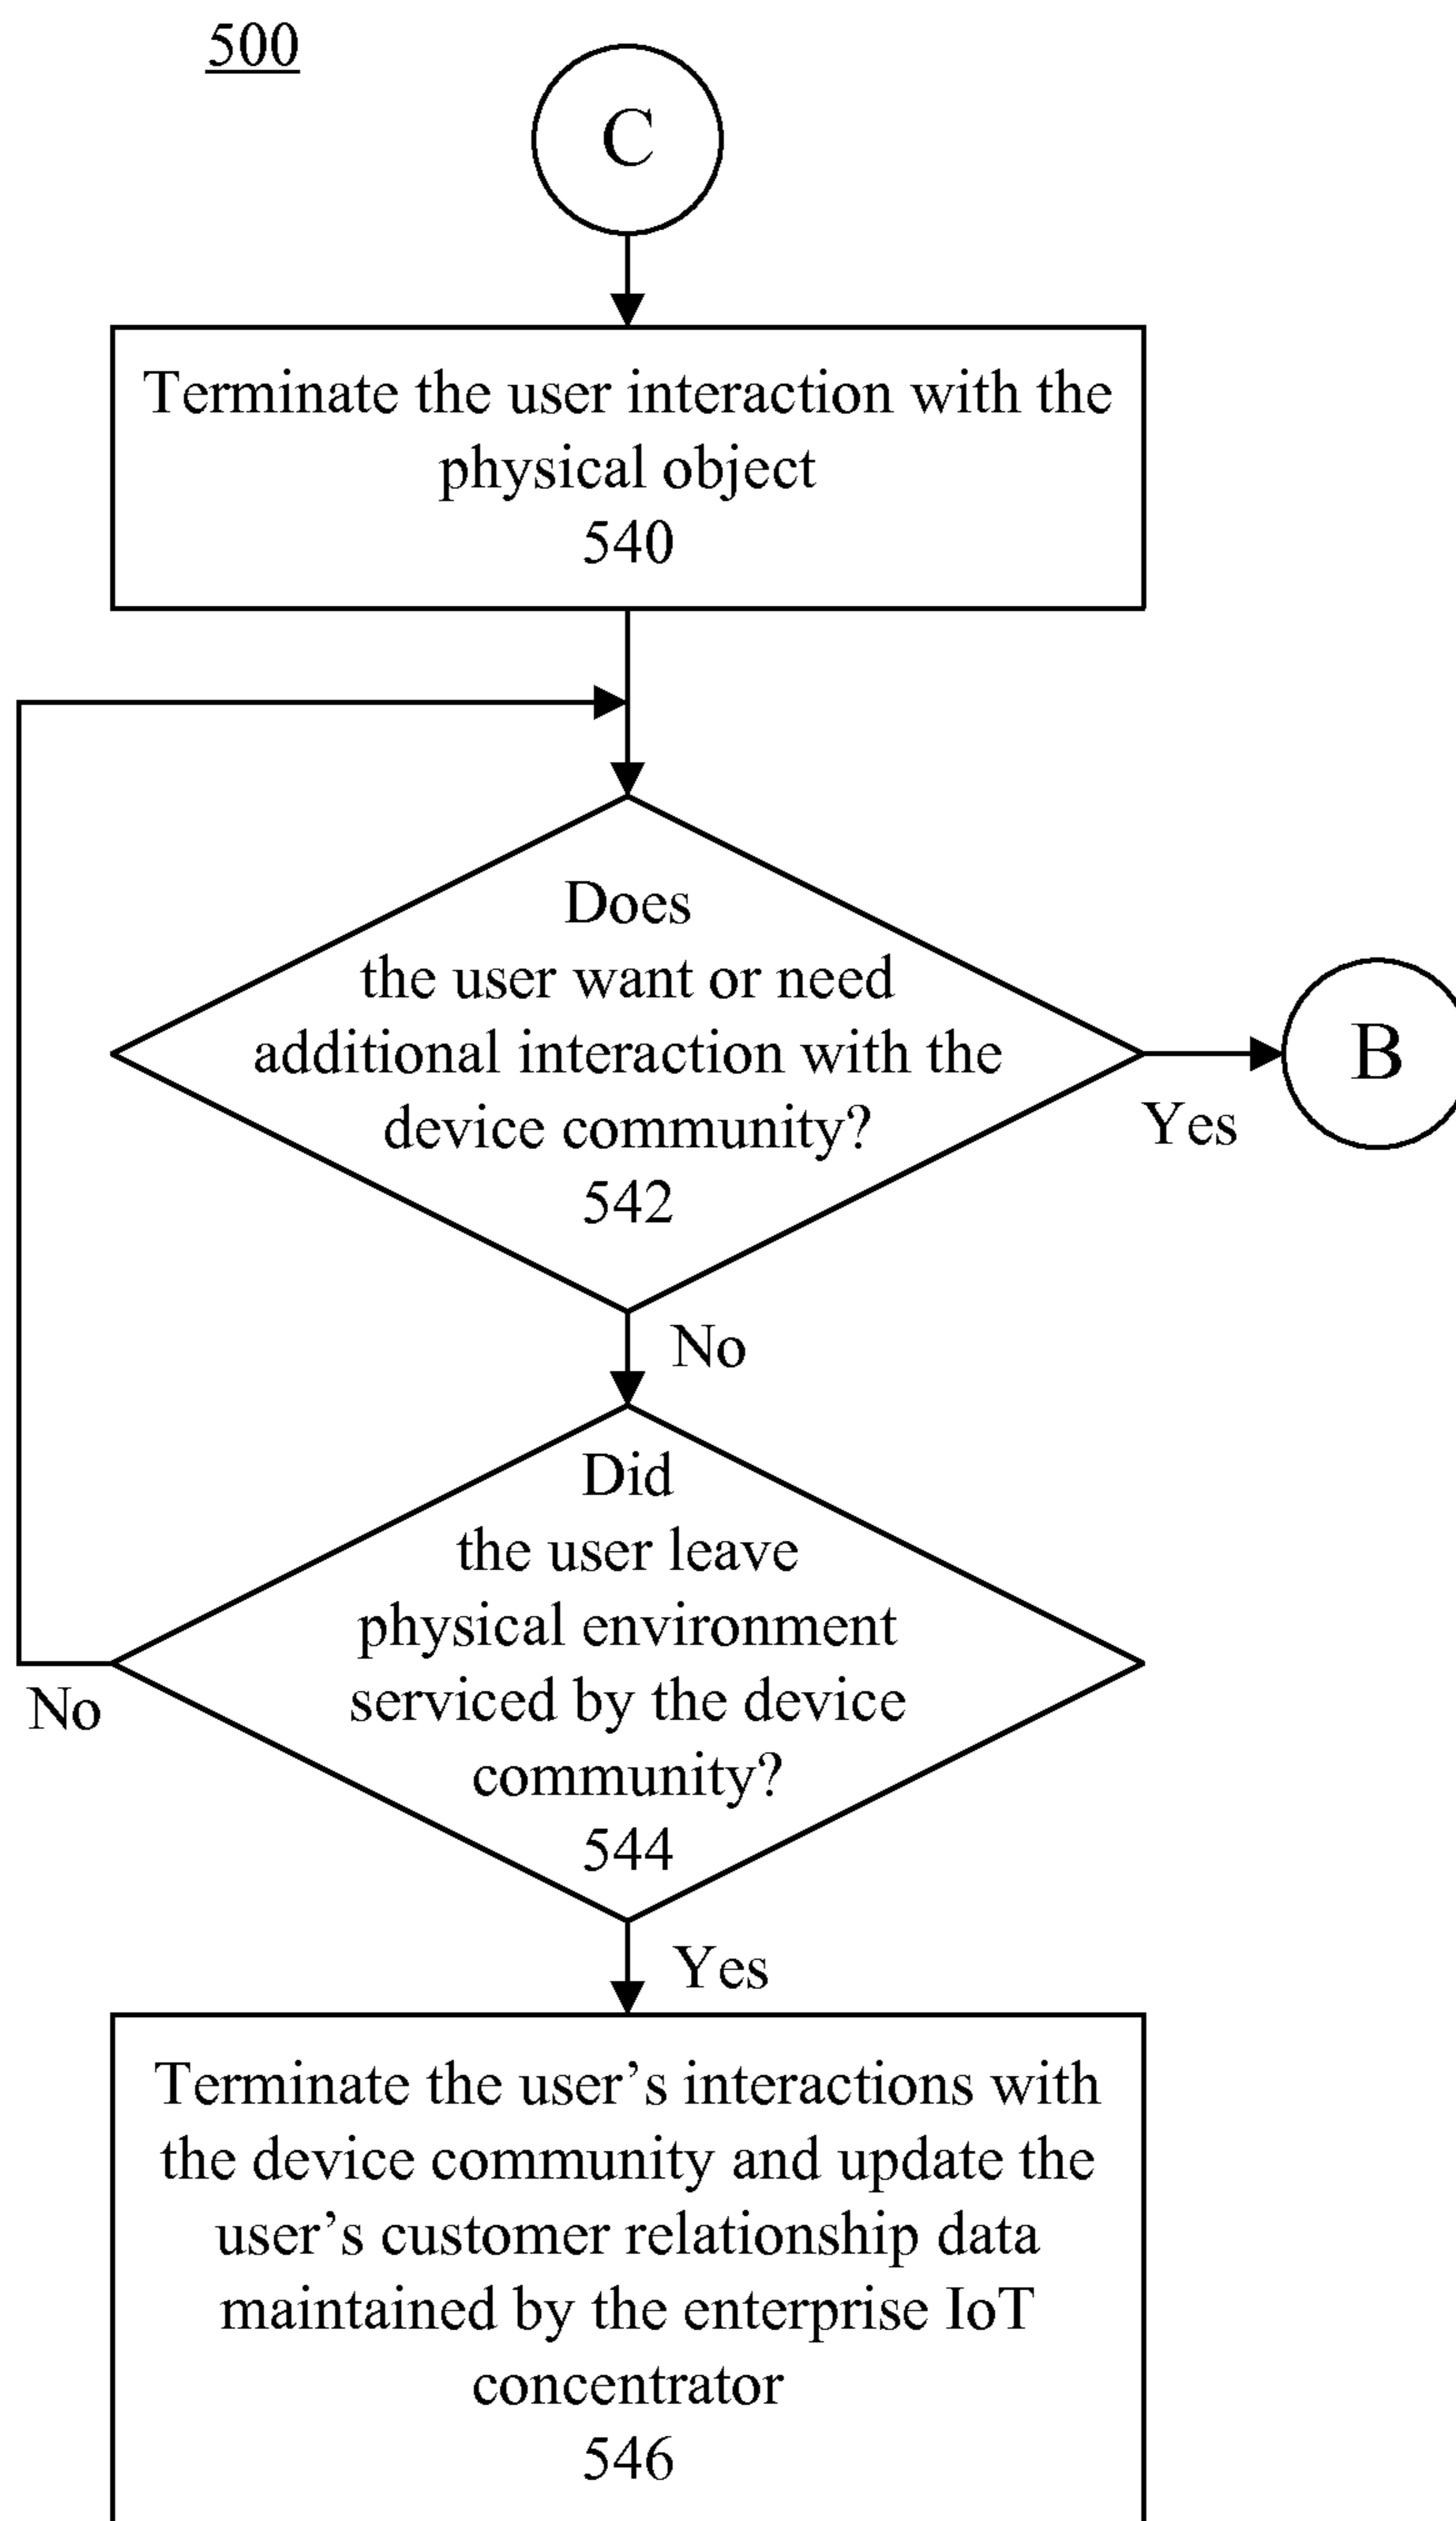 500
C
Terminate the user interaction with the
physical object
540
Does
the user want or need
additional interaction with the
device community?
542
B
Yes
No
Did
the user leave
physical environment
serviced by the device
community?
544
No
Yes
Terminate the user’s interactions with
the device community and update the
user’s customer relationship data
maintained by the enterprise IoT
concentrator
546